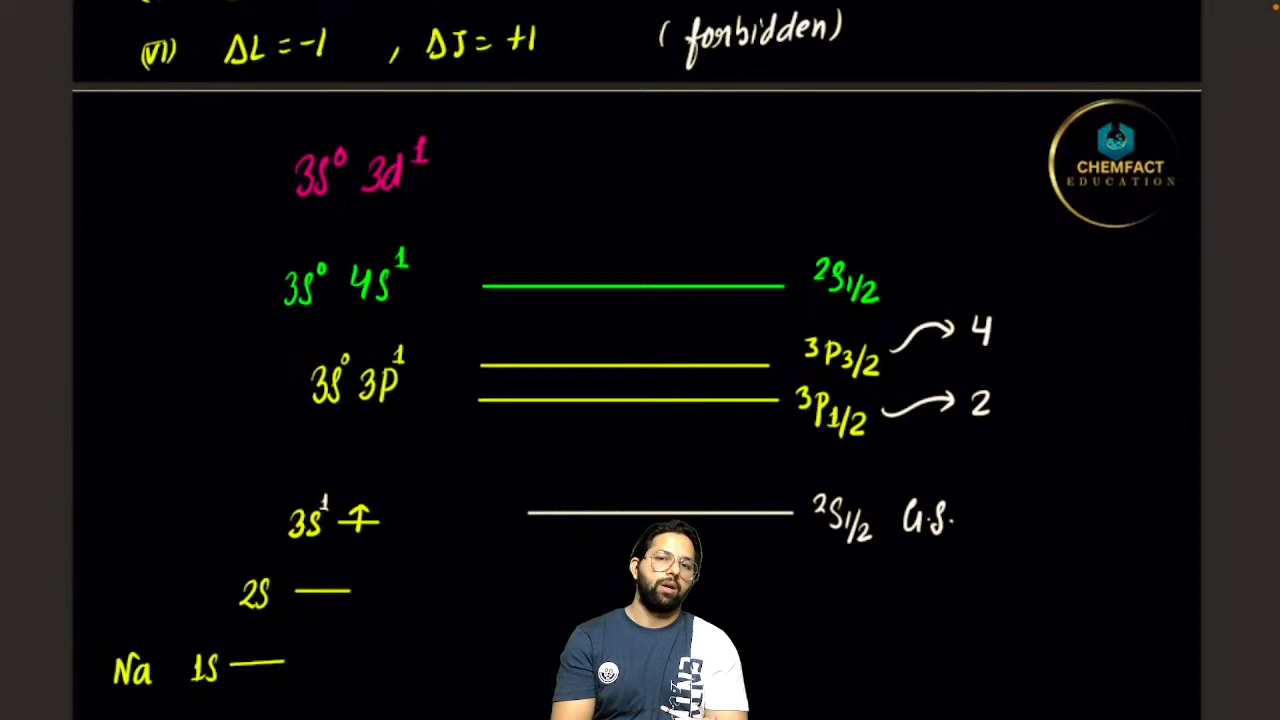 (vi) ΔL = -1 , ΔJ = +1 (forbidden)
CHEMFACT
EDUCATION
3s⁰ 3d¹
3s⁰ 4s¹ ²S₁/₂
3s⁰ 3p¹ ³P₃/₂ → 4
³P₁/₂ → 2
3s¹ ²S₁/₂ G.S.
2s
Na 1s